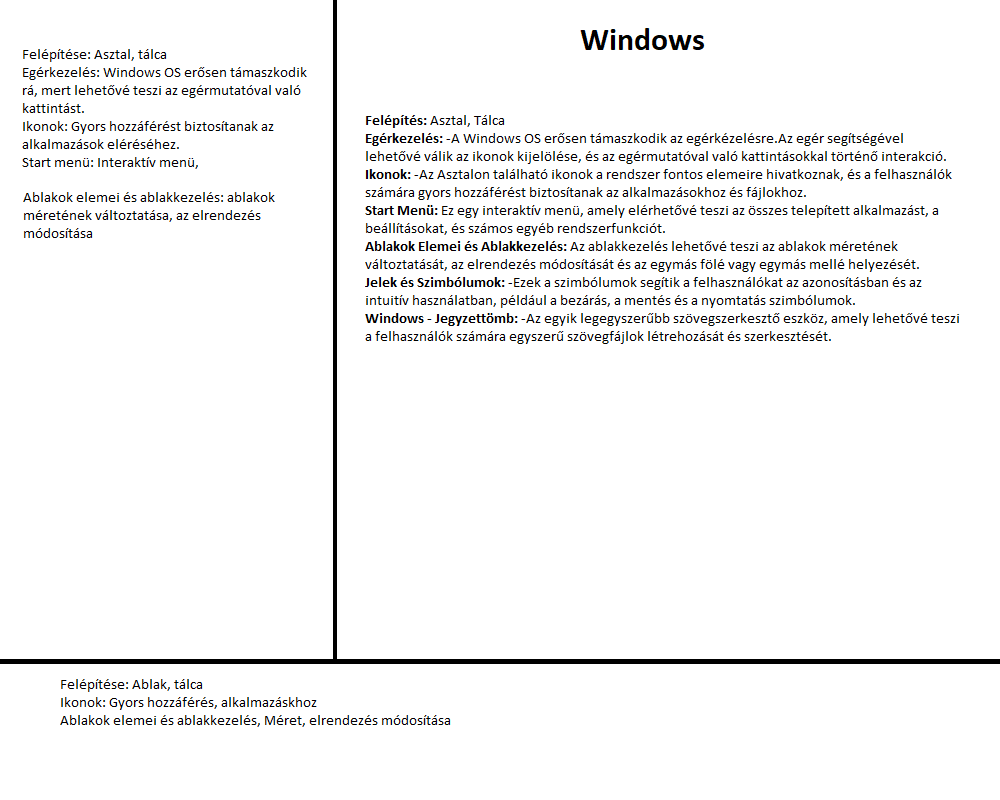 Felépítése: Asztal, tálca
Egérkezelés: Windows OS erősen támaszkodik
rá, mert lehetővé teszi az egérmutatóval való
kattintást.
Ikonok: Gyors hozzáférést biztosítanak az
alkalmazások eléréséhez.
Start menü: Interaktív menü,
Ablakok elemei és ablakkezelés: ablakok
méretének változtatása, az elrendezés
módosítása
Windows
Felépítés: Asztal, Tálca
Egérkezelés: -A Windows OS erősen támaszkodik az egérkézelésre.Az egér segítségével
lehetővé válik az ikonok kijelölése, és az egérmutatóval való kattintásokkal történő interakció.
Ikonok: -Az Asztalon található ikonok a rendszer fontos elemeire hivatkoznak, és a felhasználók
számára gyors hozzáférést biztosítanak az alkalmazásokhoz és fájlokhoz.
Start Menü: Ez egy interaktív menü, amely elérhetővé teszi az összes telepített alkalmazást, a
beállításokat, és számos egyéb rendszerfunkciót.
Ablakok Elemei és Ablakkezelés: Az ablakkezelés lehetővé teszi az ablakok méretének
változtatását, az elrendezés módosítását és az egymás fölé vagy egymás mellé helyezését.
Jelek és Szimbólumok: -Ezek a szimbólumok segítik a felhasználókat az azonosításban és az
intuitív használatban, például a bezárás, a mentés és a nyomtatás szimbólumok.
Windows - Jegyzettömb: -Az egyik legegyszerűbb szövegszerkesztő eszköz, amely lehetővé teszi
a felhasználók számára egyszerű szövegfájlok létrehozását és szerkesztését.
Felépítése: Ablak, tálca
Ikonok: Gyors hozzáférés, alkalmazáskhoz
Ablakok elemei és ablakkezelés, Méret, elrendezés módosítása